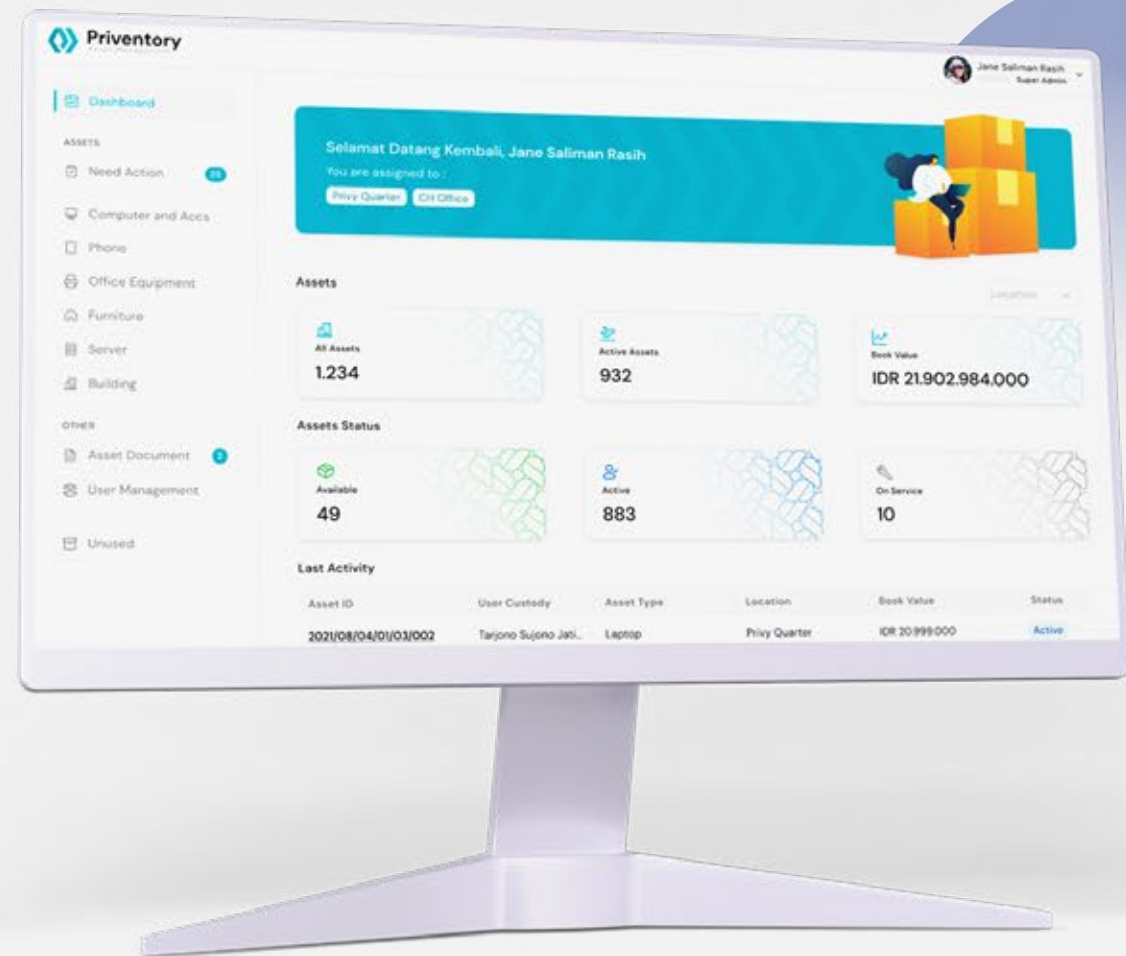 Priventory
Jane Saliman Rasih
Super Admin
Dashboard
ASSETS
Need Action
Computer and Accs
Phone
Office Equipment
Furniture
Server
Building
OTHER
Asset Document 2
User Management
Unused
Selamat Datang Kembali, Jane Saliman Rasih
You are assigned to :
Privy Quarter
CH Office
Assets
Location
All Assets
1.234
Active Assets
932
Book Value
IDR 21.902.984.000
Assets Status
Available
49
Active
883
On Service
10
Last Activity
Asset ID User Custody Asset Type Location Book Value Status
2021/08/04/01/03/002 Tarjono Sujono Jati... Laptop Privy Quarter IDR 20.999.000 Active